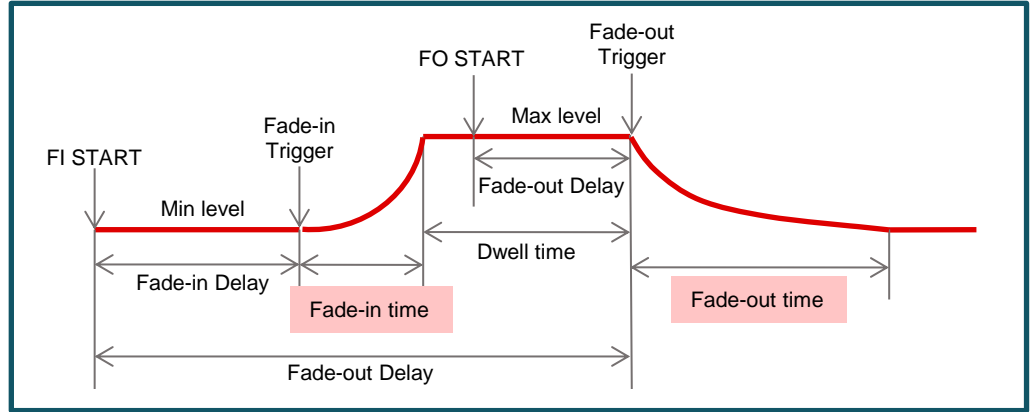 Fade-out
Trigger
FO START
Max level
Fade-in
Trigger
FI START
Fade-out Delay
Min level
Dwell time
Fade-in Delay
Fade-in time
Fade-out time
Fade-out Delay